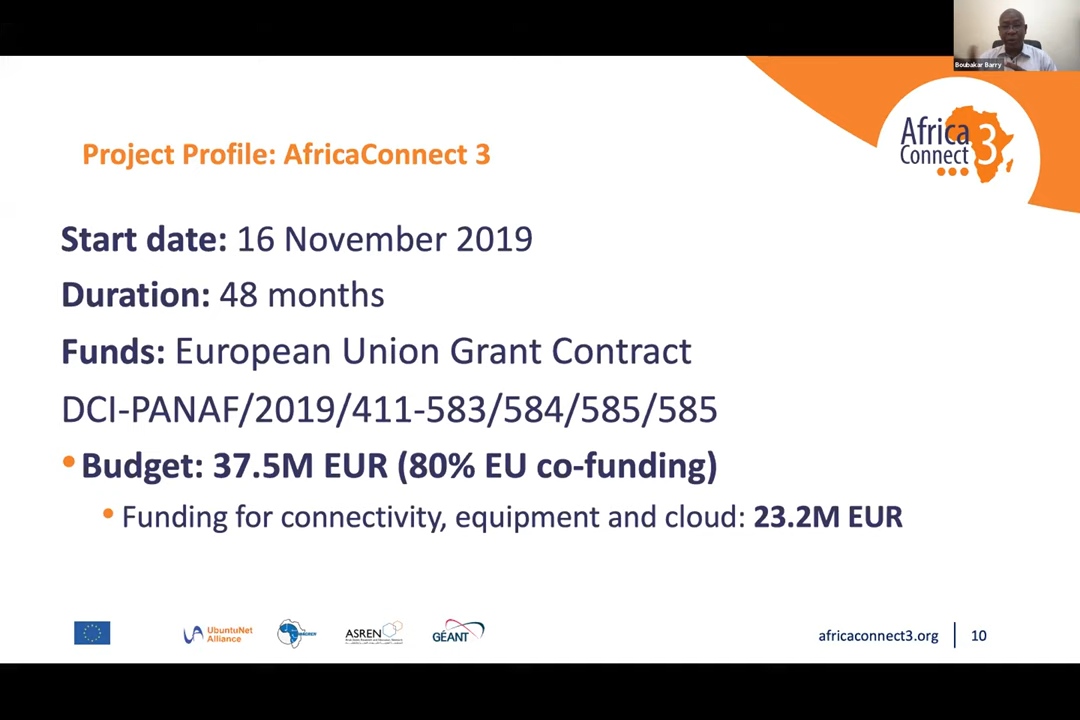 Boubakar Barry
Africa
Connect
3
Project Profile: AfricaConnect 3
Start date: 16 November 2019
Duration: 48 months
Funds: European Union Grant Contract
DCI-PANAF/2019/411-583/584/585/585
•Budget: 37.5M EUR (80% EU co-funding)
•Funding for connectivity, equipment and cloud: 23.2M EUR
UbuntuNet
Alliance
ASREN
GÉANT
africaconnect3.org
10